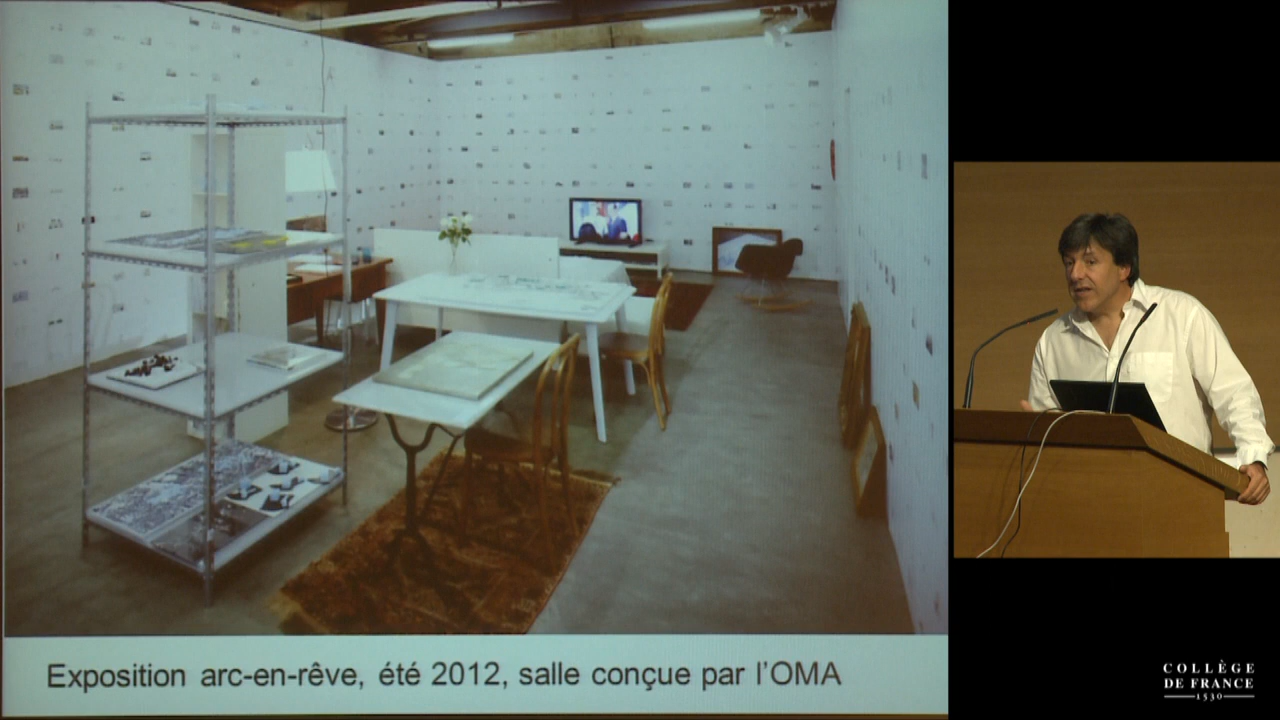 Exposition arc-en-rêve, été 2012, salle conçue par l'OMA
COLLÈGE
DE FRANCE
1530